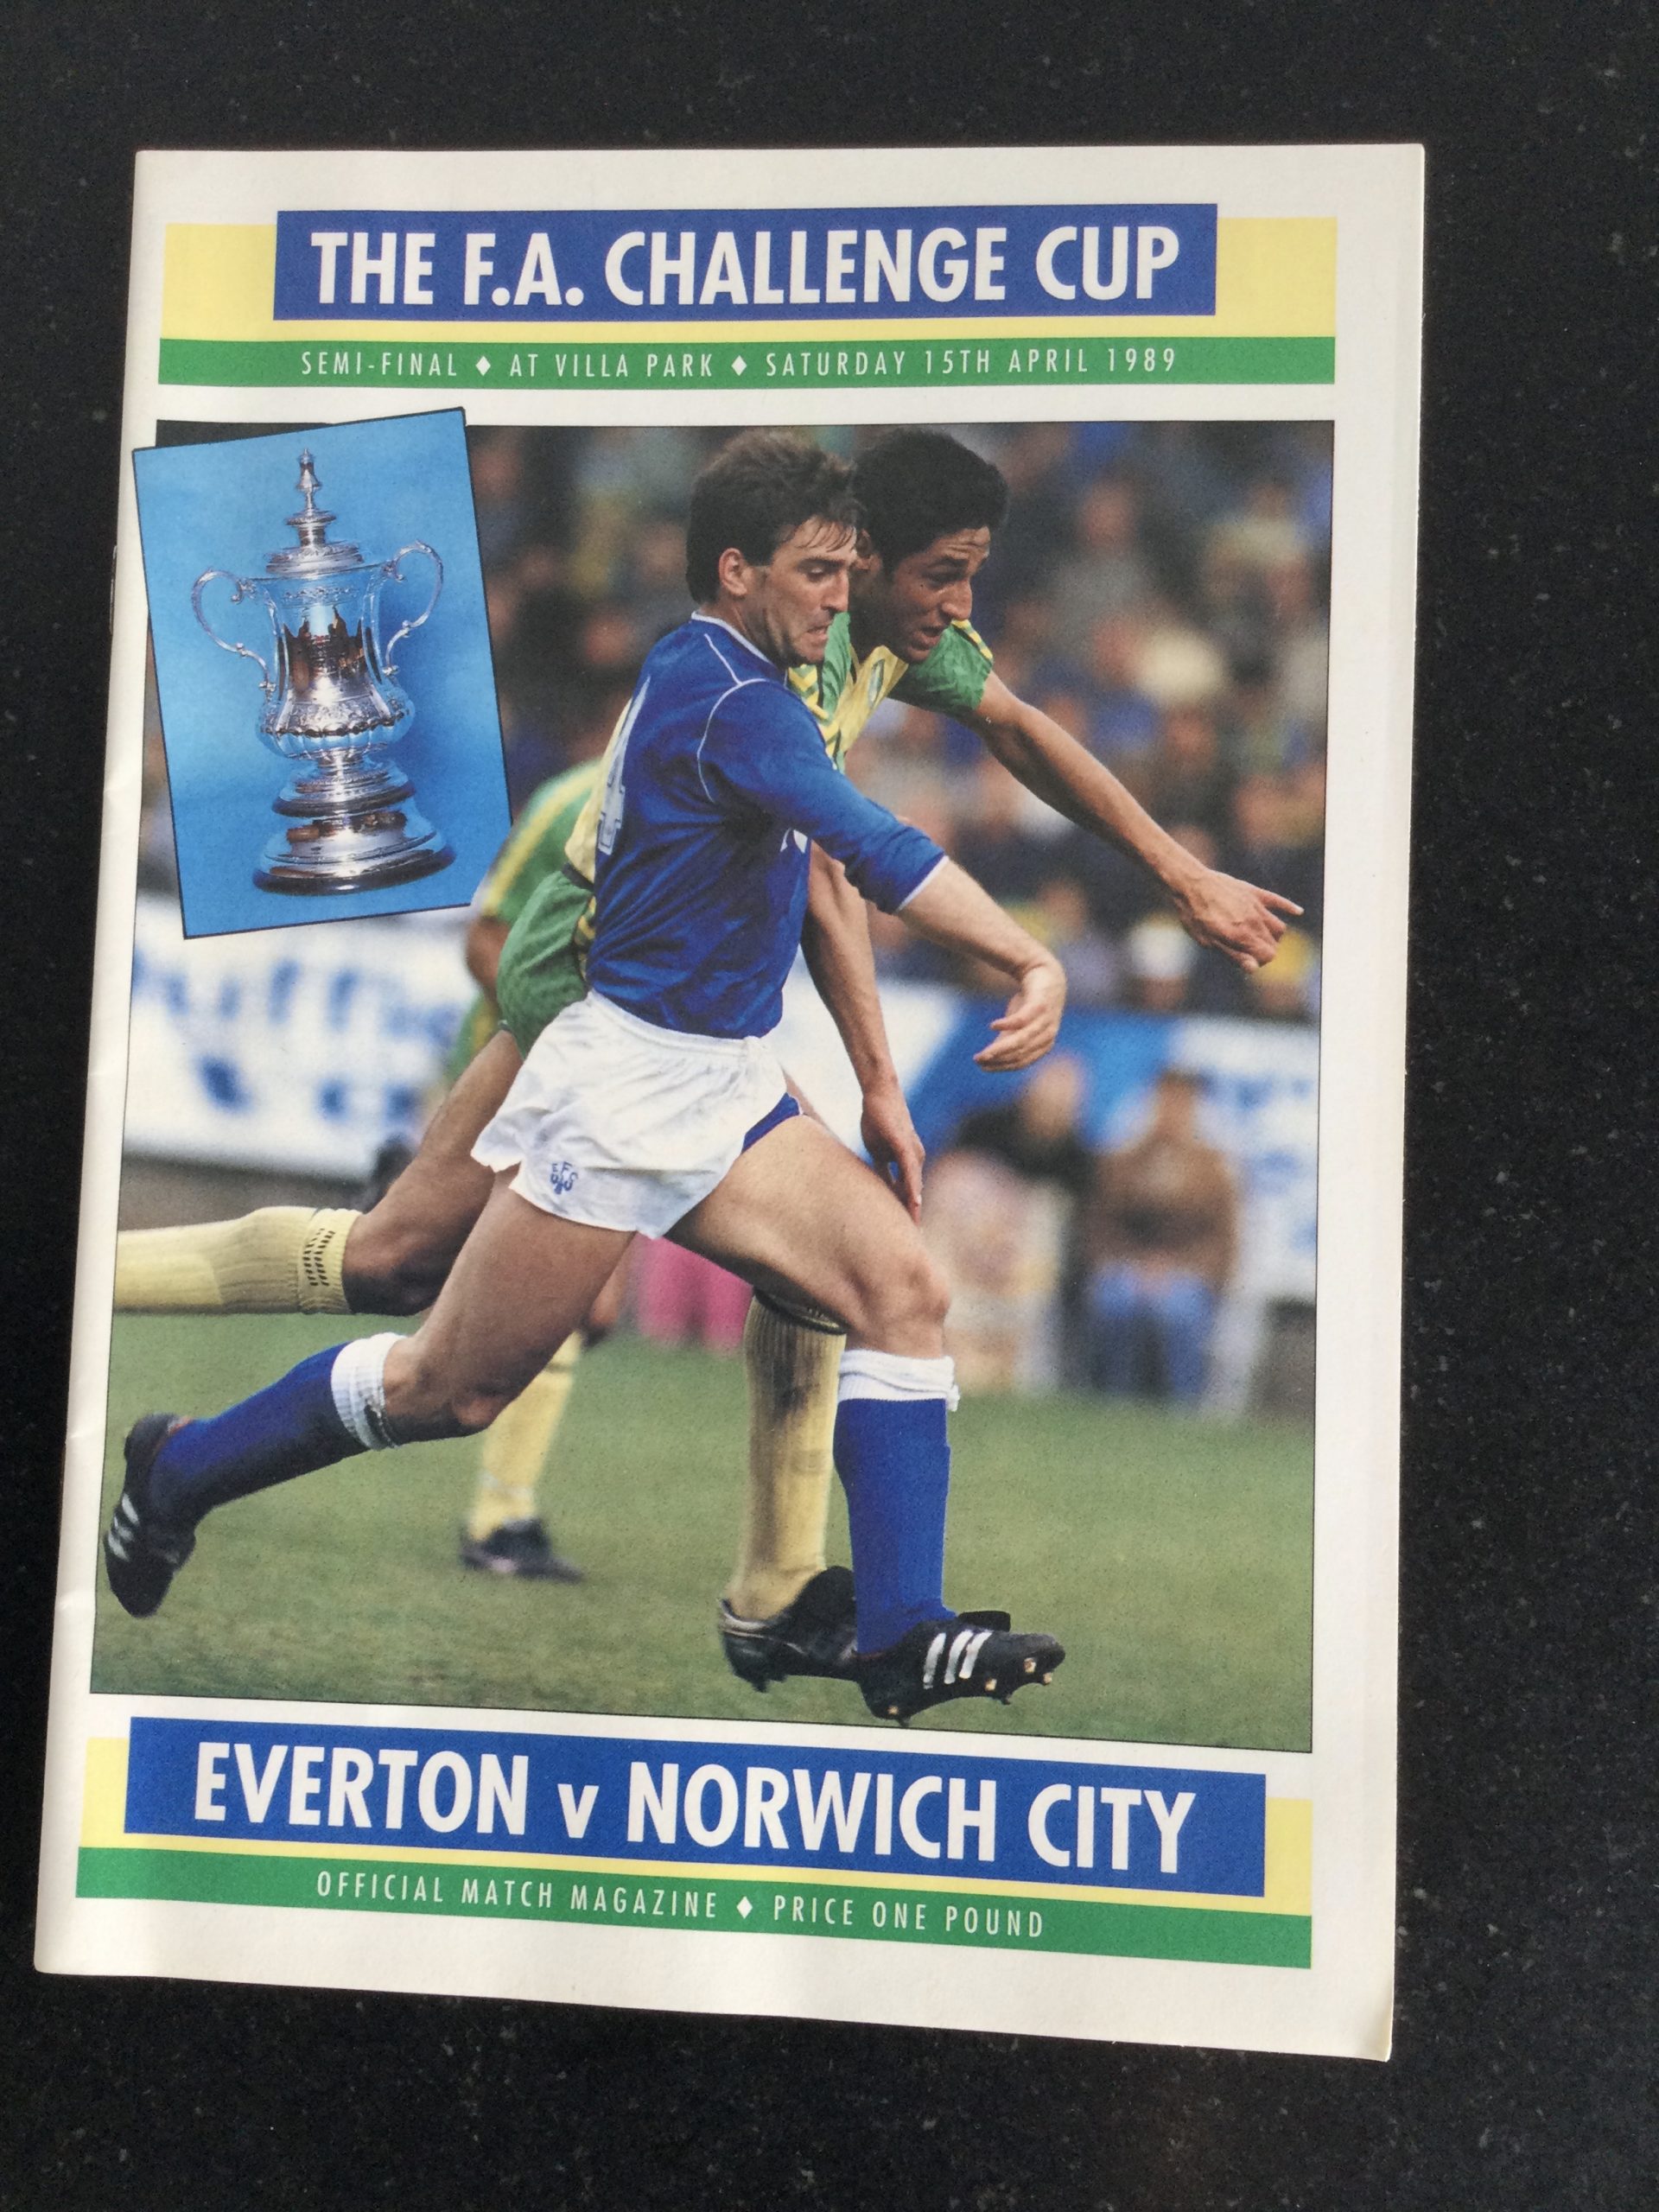 THE F.A. CHALLENGE CUP
SEMI-FINAL ♦ AT VILLA PARK ♦ SATURDAY 15TH APRIL 1989
4
EVERTON v NORWICH CITY
OFFICIAL MATCH MAGAZINE ♦ PRICE ONE POUND